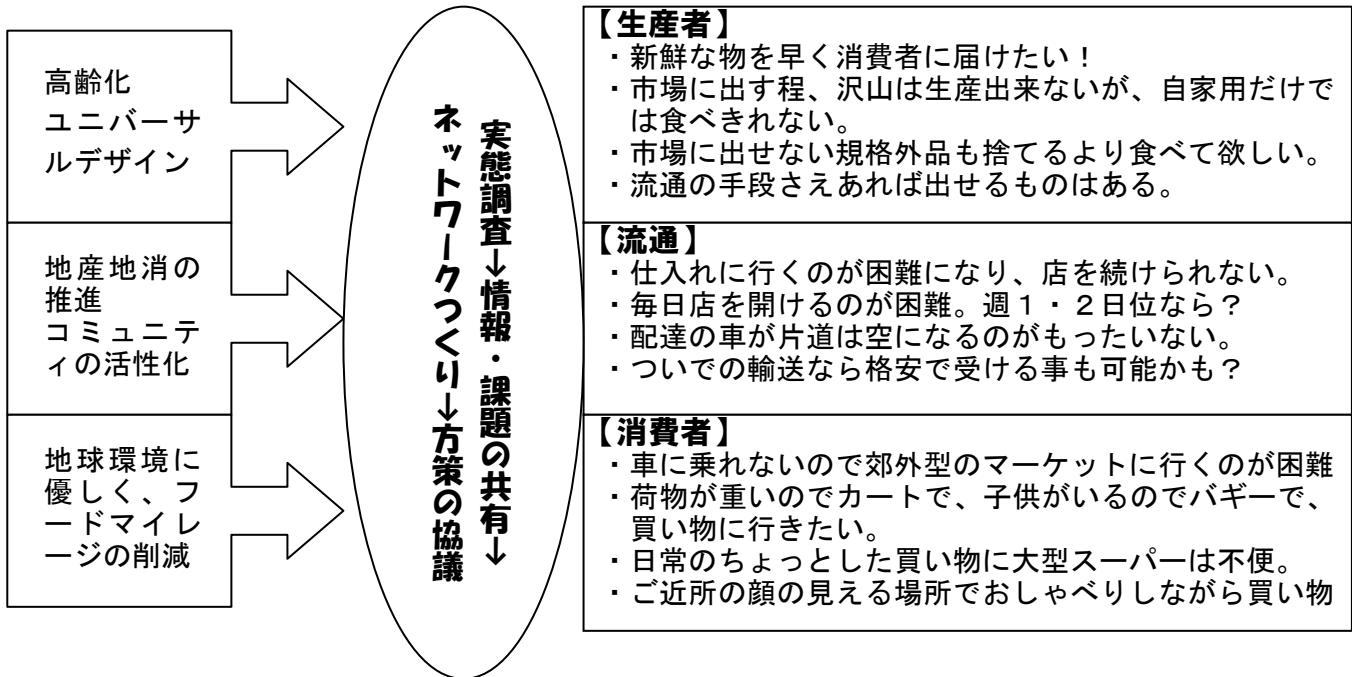 高齢化
ユニバーサ
ルデザイン
地産地消の
推進
コミュニテ
ィの活性化
地球環境に
優しく、フ
ードマイレ
ージの削減
実態調査→情報・課題の共有→
ネットワークつくり→方策の協議
【生産者】
・新鮮な物を早く消費者に届けたい！
・市場に出す程、沢山は生産出来ないが、自家用だけで
は食べきれない。
・市場に出せない規格外品も捨てるより食べて欲しい。
・流通の手段さえあれば出せるものはある。
【流通】
・仕入れに行くのが困難になり、店を続けられない。
・毎日店を開けるのが困難。週１・２日位なら？
・配達の車が片道は空になるのがもったいない。
・ついでの輸送なら格安で受ける事も可能かも？
【消費者】
・車に乗れないので郊外型のマーケットに行くのが困難
・荷物が重いのでカートで、子供がいるのでバギーで、
買い物に行きたい。
・日常のちょっとした買い物に大型スーパーは不便。
・ご近所の顔の見える場所でおしゃべりしながら買い物